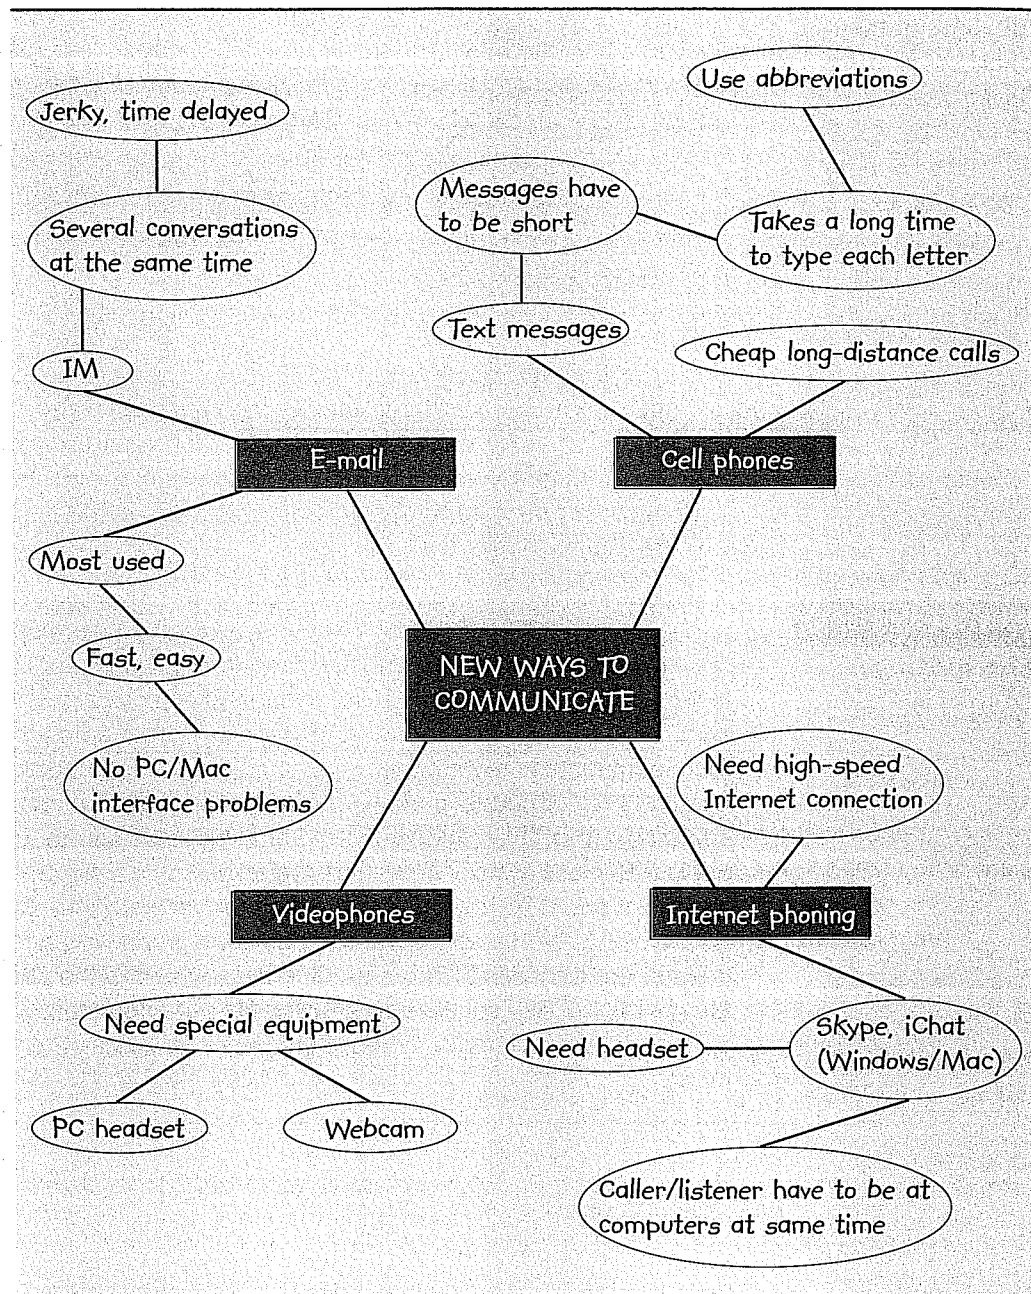 Use abbreviations
Jerky, time delayed
Messages have
to be short
Several conversations
at the same time
Takes a long time
to type each letter
Text messages
Cheap long-distance calls
IM
E-mail
Cell phones
Most used
Fast, easy
NEW WAYS TO
COMMUNICATE
No PC/Mac
interface problems
Need high-speed
Internet connection
Videophones
Internet phoning
Need special equipment
Skype, iChat
(Windows/Mac)
Need headset
PC headset
Webcam
Caller/listener have to be at
computers at same time